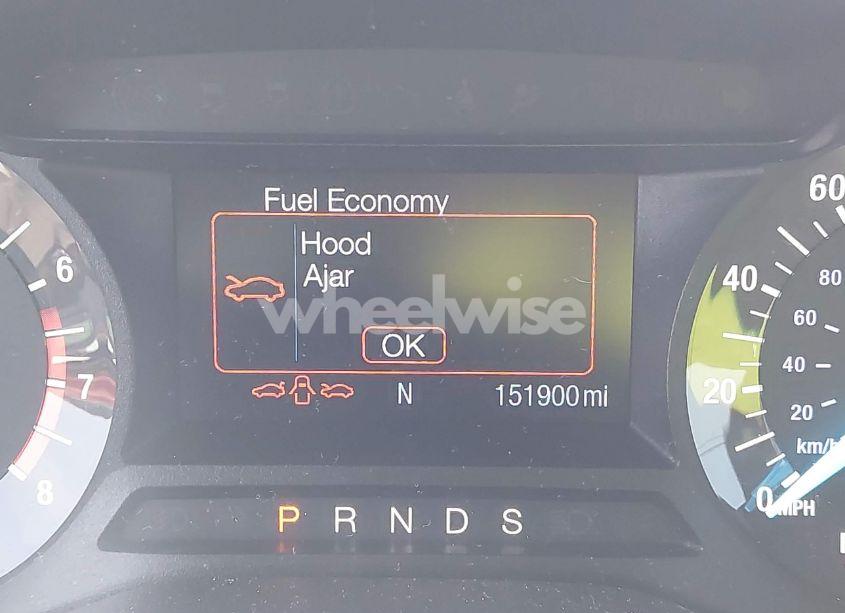 Fuel Economy
Hood
Ajar
wheelwise
OK
N 151900 mi
P R N D S
6
7
8
60
40
20
0 MPH
80
60
40
20
km/h